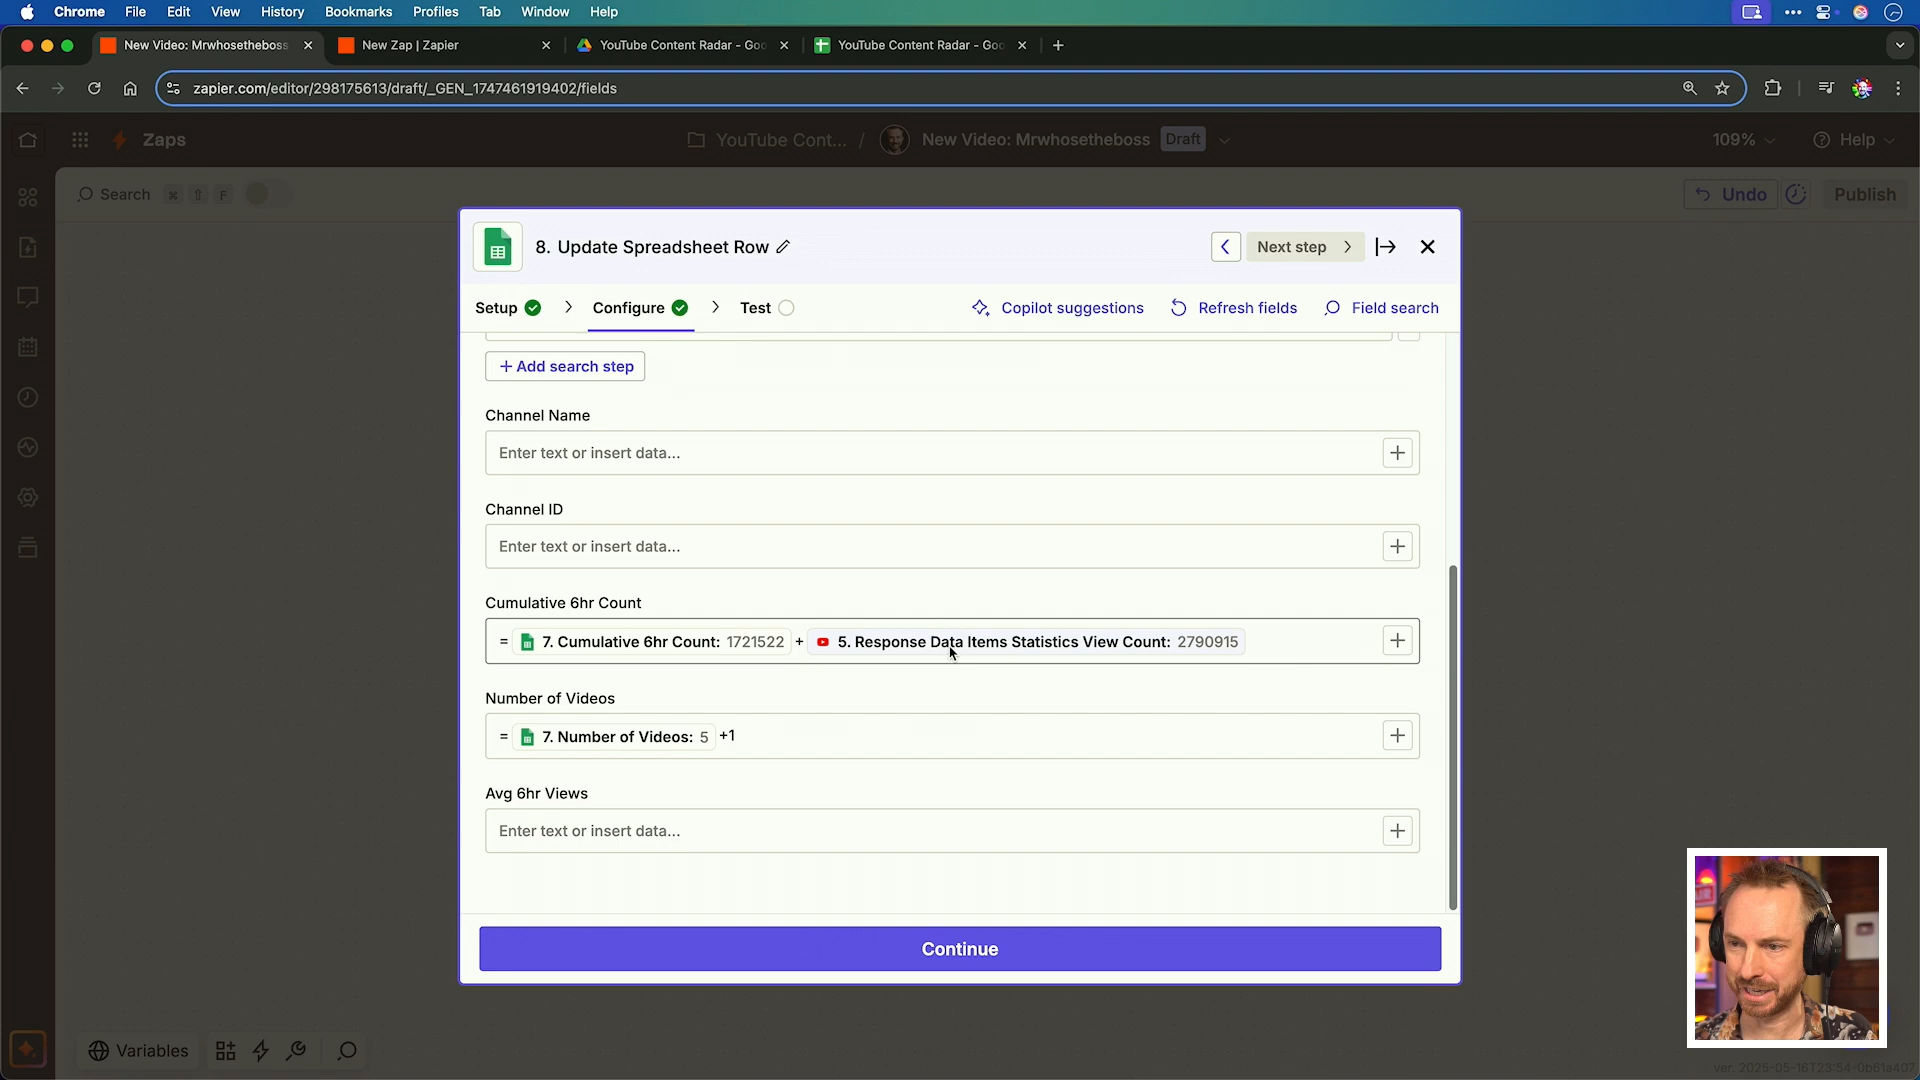 Chrome File Edit View History Bookmarks Profiles Tab Window Help
New Video: Mrwhosetheboss
New Zap | Zapier
YouTube Content Radar - Goo
YouTube Content Radar - Goo
zapier.com/editor/298175613/draft/_GEN_1747461919402/fields
Zaps
YouTube Cont... / New Video: Mrwhosetheboss Draft
109%
Help
Search ⌘ ⇧ F
Undo
Publish
8. Update Spreadsheet Row
Next step
Setup
Configure
Test
Copilot suggestions
Refresh fields
Field search
+ Add search step
Channel Name
Enter text or insert data...
Channel ID
Enter text or insert data...
Cumulative 6hr Count
= 7. Cumulative 6hr Count: 1721522 + 5. Response Data Items Statistics View Count: 2790915
Number of Videos
= 7. Number of Videos: 5 +1
Avg 6hr Views
Enter text or insert data...
Continue
Variables